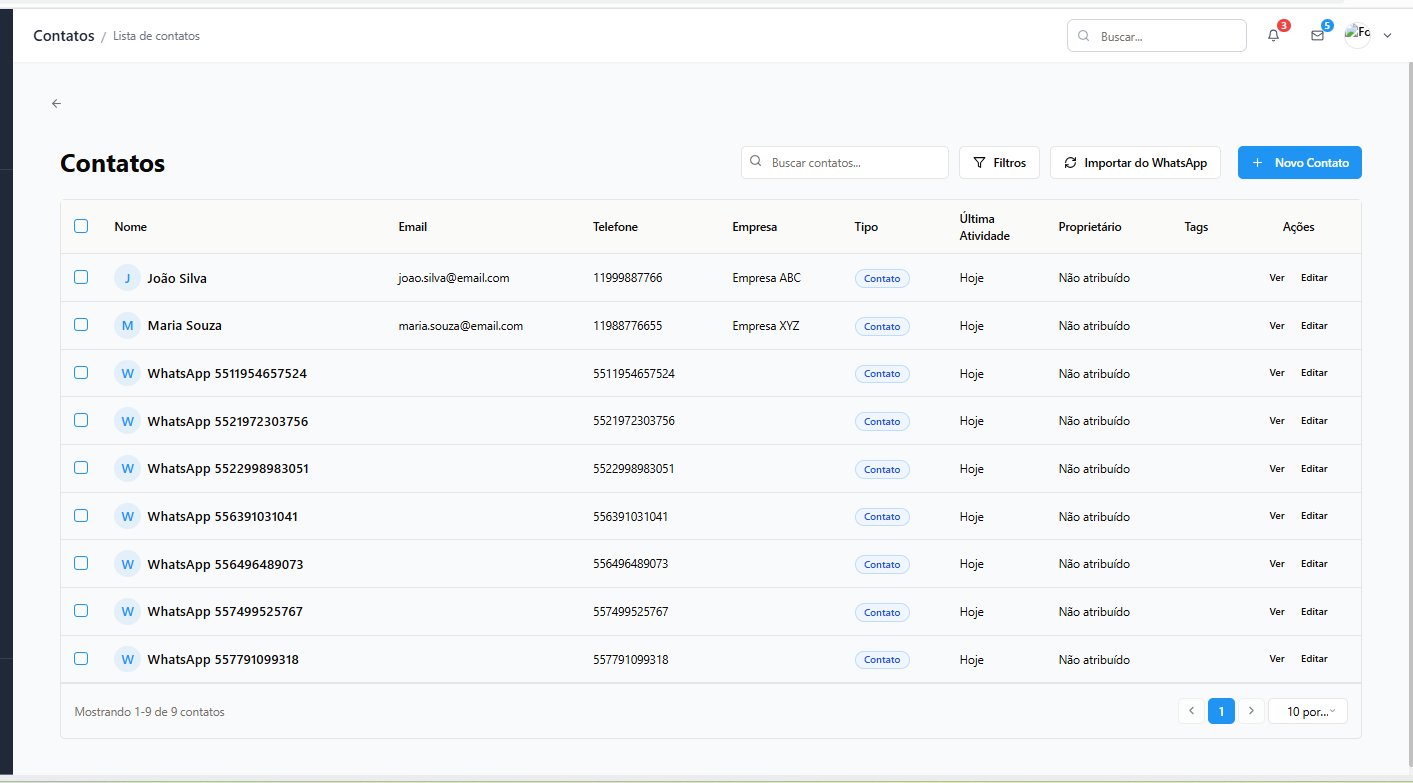 Contatos / Lista de contatos
Buscar...
3
5
Fo
Contatos
Buscar contatos...
Filtros
Importar do WhatsApp
+ Novo Contato
Nome Email Telefone Empresa Tipo Última Atividade Proprietário Tags Ações
J João Silva joao.silva@email.com 11999887766 Empresa ABC Contato Hoje Não atribuído Ver Editar
M Maria Souza maria.souza@email.com 11988776655 Empresa XYZ Contato Hoje Não atribuído Ver Editar
W WhatsApp 5511954657524 5511954657524 Contato Hoje Não atribuído Ver Editar
W WhatsApp 5521972303756 5521972303756 Contato Hoje Não atribuído Ver Editar
W WhatsApp 5522998983051 5522998983051 Contato Hoje Não atribuído Ver Editar
W WhatsApp 556391031041 556391031041 Contato Hoje Não atribuído Ver Editar
W WhatsApp 556496489073 556496489073 Contato Hoje Não atribuído Ver Editar
W WhatsApp 557499525767 557499525767 Contato Hoje Não atribuído Ver Editar
W WhatsApp 557791099318 557791099318 Contato Hoje Não atribuído Ver Editar
Mostrando 1-9 de 9 contatos
1
10 por...